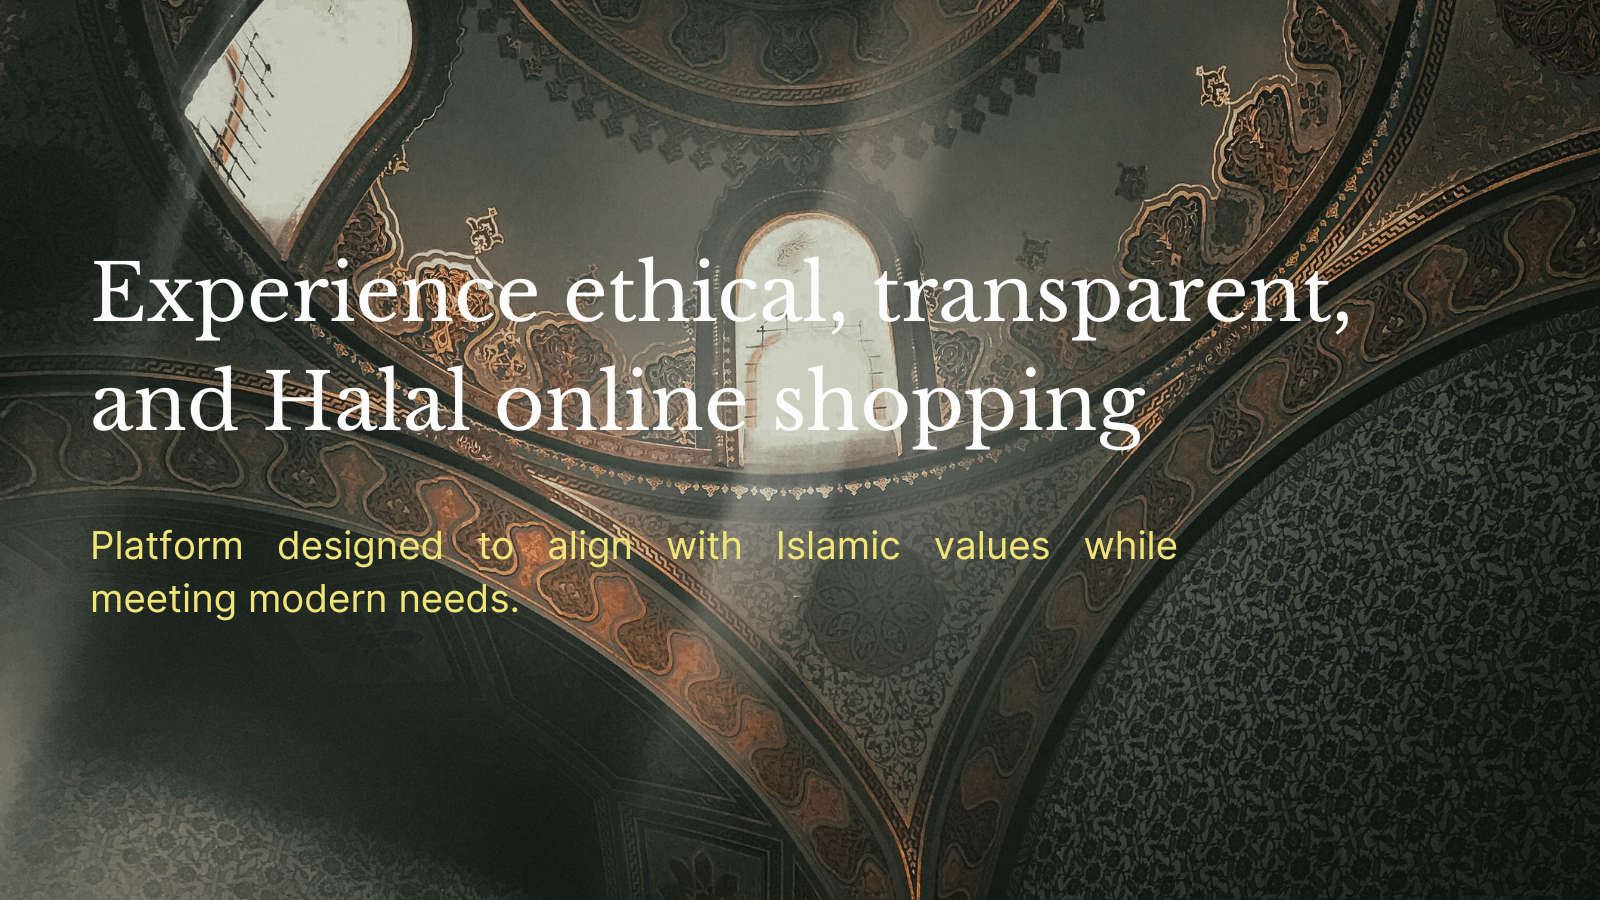 Experience ethical, transparent,
and Halal online shopping
Platform designed to align with Islamic values while
meeting modern needs.